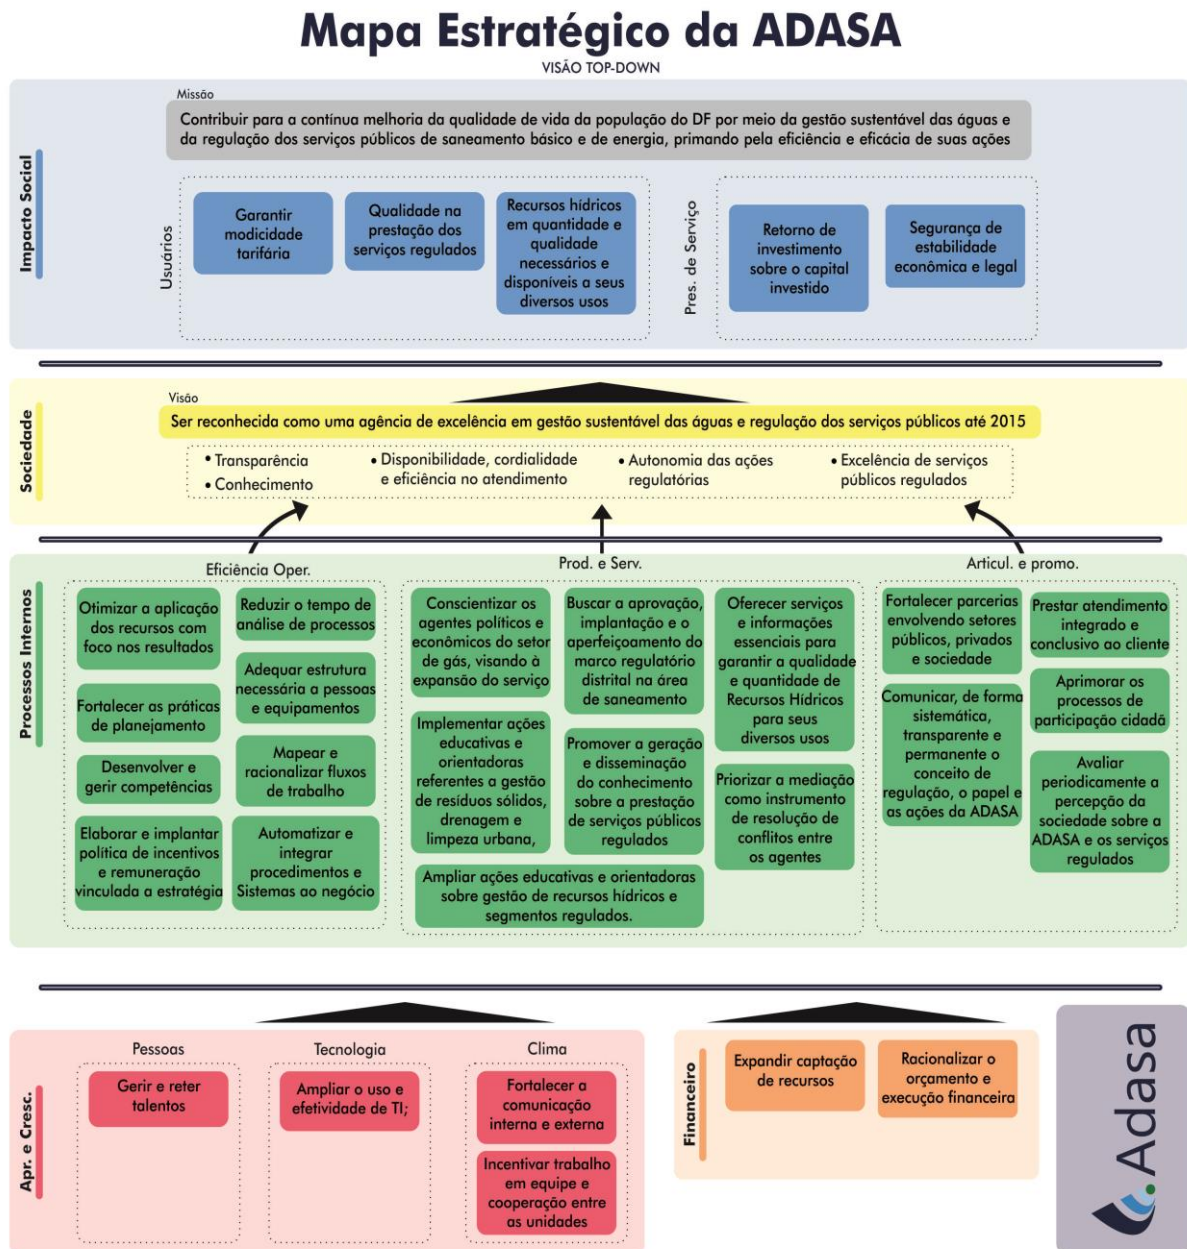 Mapa Estratégico da ADASA
VISÃO TOP-DOWN
Impacto Social
Missão
Contribuir para a contínua melhoria da qualidade de vida da população do DF por meio da gestão sustentável das águas e
da regulação dos serviços públicos de saneamento básico e de energia, primando pela eficiência e eficácia de suas ações
Usuários
Garantir
modicidade
tarifária
Qualidade na
prestação dos
serviços regulados
Recursos hídricos
em quantidade e
qualidade
necessários e
disponíveis a seus
diversos usos
Pres. de Serviço
Retorno de
investimento
sobre o capital
investido
Segurança de
estabilidade
econômica e legal
Sociedade
Visão
Ser reconhecida como uma agência de excelência em gestão sustentável das águas e regulação dos serviços públicos até 2015
• Transparência
• Conhecimento
• Disponibilidade, cordialidade
e eficiência no atendimento
• Autonomia das ações
regulatórias
• Excelência de serviços
públicos regulados
Processos Internos
Eficiência Oper.
Otimizar a aplicação
dos recursos com
foco nos resultados
Reduzir o tempo de
análise de processos
Fortalecer as práticas
de planejamento
Adequar estrutura
necessária a pessoas
e equipamentos
Desenvolver e
gerir competências
Mapear e
racionalizar fluxos
de trabalho
Elaborar e implantar
política de incentivos
e remuneração
vinculada a estratégia
Automatizar e
integrar
procedimentos e
Sistemas ao negócio
Prod. e Serv.
Conscientizar os
agentes políticos e
econômicos do setor
de gás, visando à
expansão do serviço
Buscar a aprovação,
implantação e o
aperfeiçoamento do
marco regulatório
distrital na área
de saneamento
Oferecer serviços
e informações
essenciais para
garantir a qualidade
e quantidade de
Recursos Hídricos
para seus
diversos usos
Implementar ações
educativas e
orientadoras
referentes a gestão
de resíduos sólidos,
drenagem e
limpeza urbana,
Promover a geração
e disseminação
do conhecimento
sobre a prestação
de serviços públicos
regulados
Priorizar a mediação
como instrumento
de resolução de
conflitos entre
os agentes
Ampliar ações educativas e orientadoras
sobre gestão de recursos hídricos e
segmentos regulados.
Articul. e promo.
Fortalecer parcerias
envolvendo setores
públicos, privados
e sociedade
Prestar atendimento
integrado e
conclusivo ao cliente
Comunicar, de forma
sistemática,
transparente e
permanente o
conceito de
regulação, o papel e
as ações da ADASA
Aprimorar os
processos de
participação cidadã
Avaliar
periodicamente a
percepção da
sociedade sobre a
ADASA e os serviços
regulados
Apr. e Cresc.
Pessoas
Gerir e reter
talentos
Tecnologia
Ampliar o uso e
efetividade de TI;
Clima
Fortalecer a
comunicação
interna e externa
Incentivar trabalho
em equipe e
cooperação entre
as unidades
Financeiro
Expandir captação
de recursos
Racionalizar o
orçamento e
execução financeira
Adasa